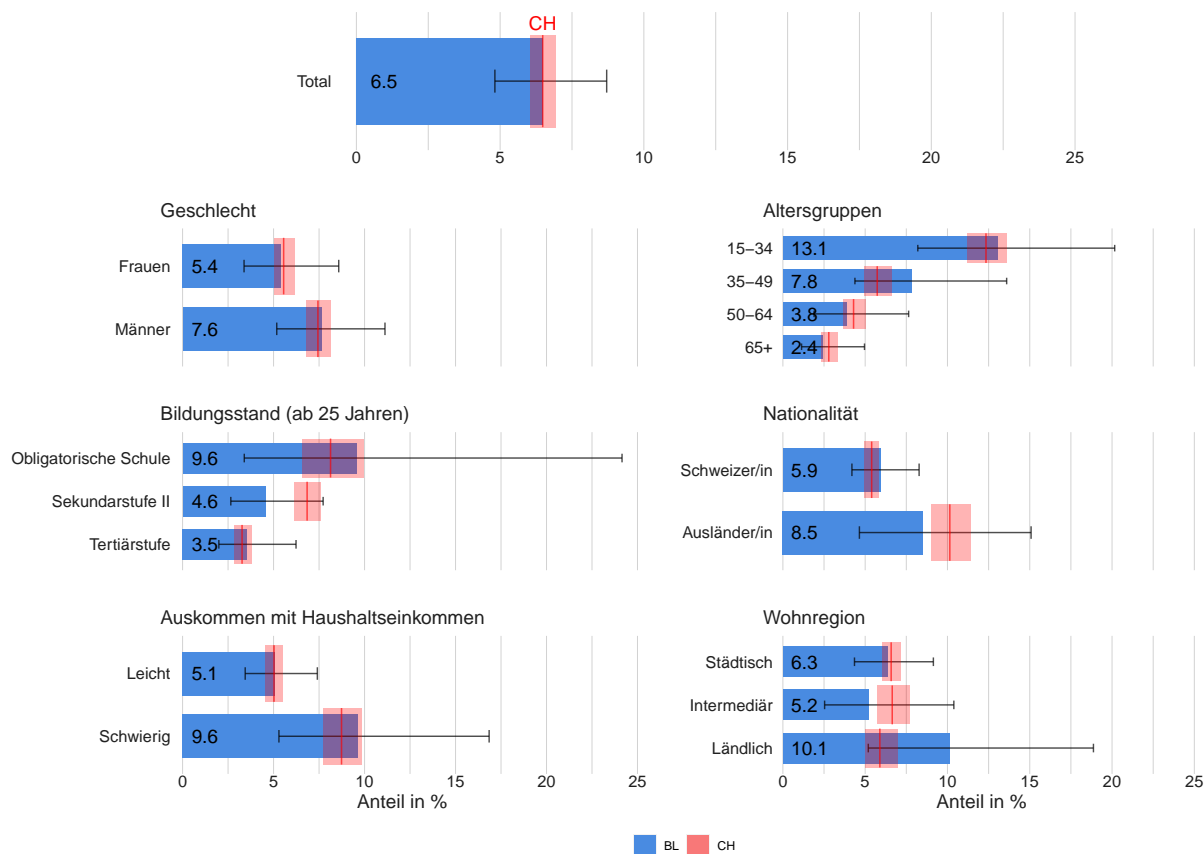 CH
Total 6.5
0 5 10 15 20 25
Geschlecht
Frauen 5.4
Männer 7.6
Altersgruppen
15–34 13.1
35–49 7.8
50–64 3.8
65+ 2.4
Bildungsstand (ab 25 Jahren)
Obligatorische Schule 9.6
Sekundarstufe II 4.6
Tertiärstufe 3.5
Nationalität
Schweizer/in 5.9
Ausländer/in 8.5
Auskommen mit Haushaltseinkommen
Leicht 5.1
Schwierig 9.6
0 5 10 15 20 25
Anteil in %
Wohnregion
Städtisch 6.3
Intermediär 5.2
Ländlich 10.1
0 5 10 15 20 25
Anteil in %
BL CH